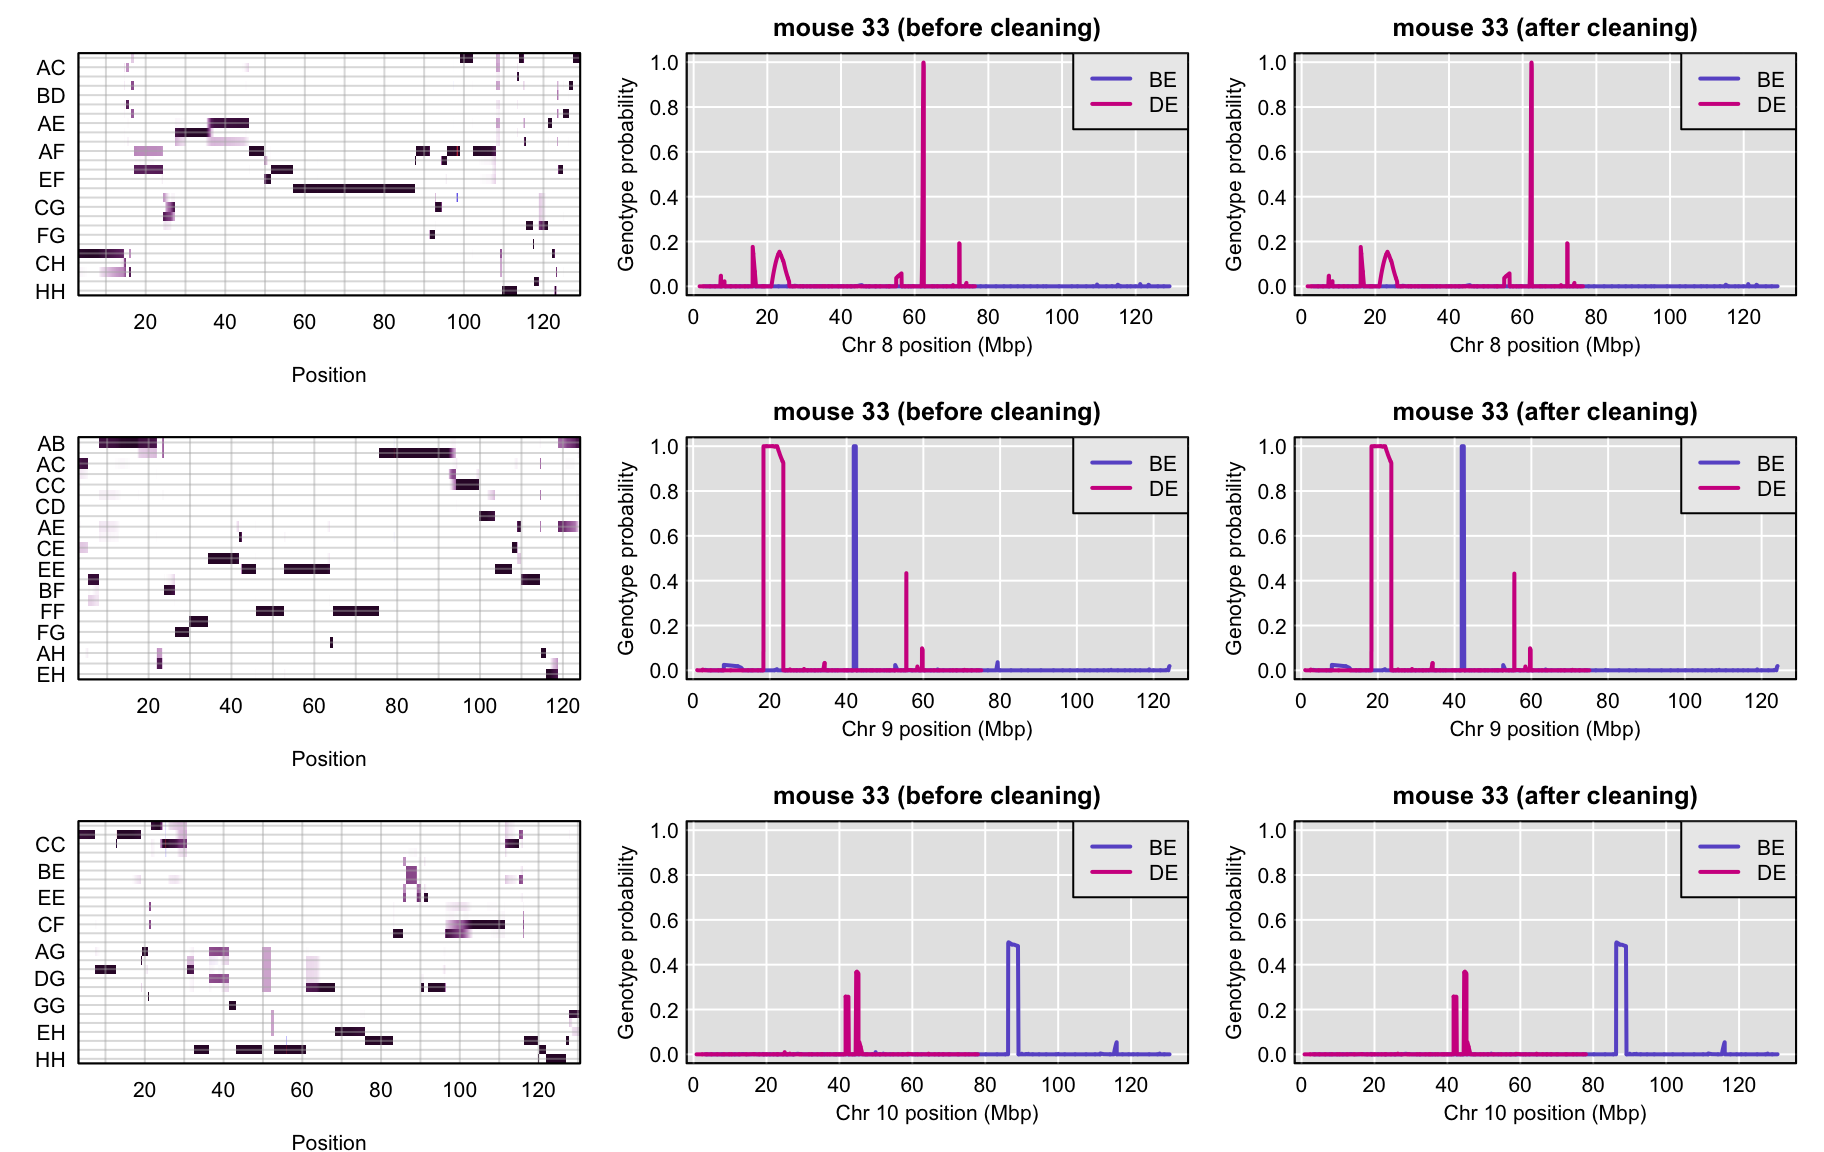 mouse 33 (before cleaning)
mouse 33 (after cleaning)
AC
BD
AE
AF
EF
CG
FG
CH
HH
20 40 60 80 100 120
Position
Genotype probability
1.0
0.8
0.6
0.4
0.2
0.0
BE
DE
0 20 40 60 80 100 120
Chr 8 position (Mbp)
Genotype probability
1.0
0.8
0.6
0.4
0.2
0.0
BE
DE
0 20 40 60 80 100 120
Chr 8 position (Mbp)
mouse 33 (before cleaning)
mouse 33 (after cleaning)
AB
AC
CC
CD
AE
CE
EE
BF
FF
FG
AH
EH
20 40 60 80 100 120
Position
Genotype probability
1.0
0.8
0.6
0.4
0.2
0.0
BE
DE
0 20 40 60 80 100 120
Chr 9 position (Mbp)
Genotype probability
1.0
0.8
0.6
0.4
0.2
0.0
BE
DE
0 20 40 60 80 100 120
Chr 9 position (Mbp)
mouse 33 (before cleaning)
mouse 33 (after cleaning)
CC
BE
EE
CF
AG
DG
GG
EH
HH
20 40 60 80 100 120
Position
Genotype probability
1.0
0.8
0.6
0.4
0.2
0.0
BE
DE
0 20 40 60 80 100 120
Chr 10 position (Mbp)
Genotype probability
1.0
0.8
0.6
0.4
0.2
0.0
BE
DE
0 20 40 60 80 100 120
Chr 10 position (Mbp)